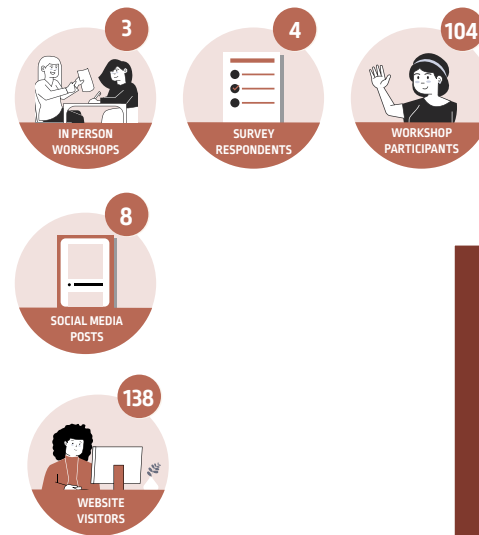 3
IN PERSON
WORKSHOPS
4
SURVEY
RESPONDENTS
104
WORKSHOP
PARTICIPANTS
8
SOCIAL MEDIA
POSTS
138
WEBSITE
VISITORS